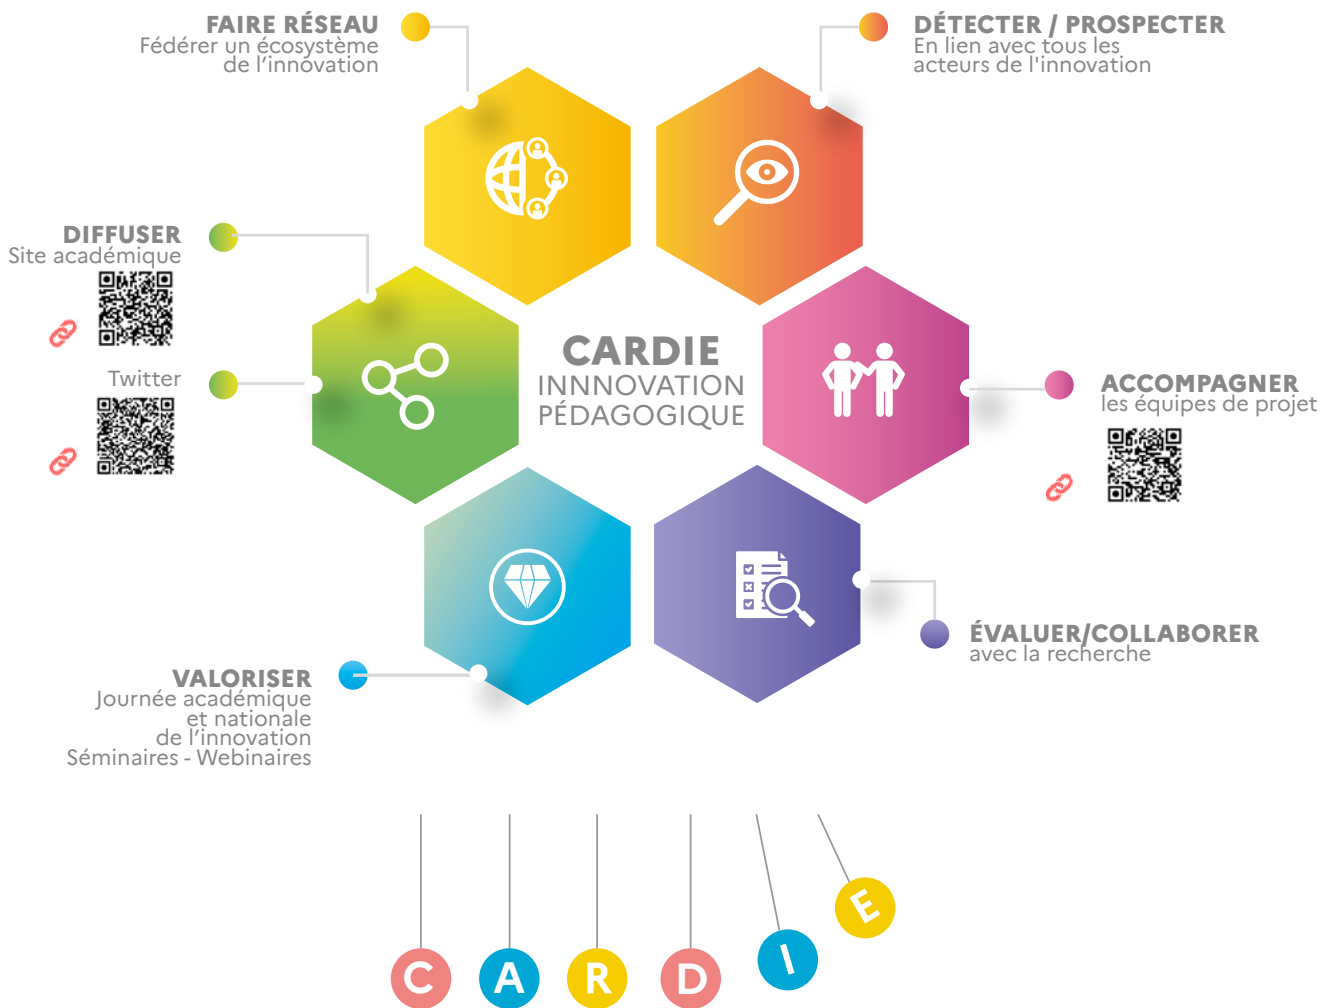 FAIRE RÉSEAU
Fédérer un écosystème
de l’innovation
DÉTECTER / PROSPECTER
En lien avec tous les
acteurs de l'innovation
DIFFUSER
Site académique
Twitter
CARDIE
INNNOVATION
PÉDAGOGIQUE
ACCOMPAGNER
les équipes de projet
ÉVALUER/COLLABORER
avec la recherche
VALORISER
Journée académique
et nationale
de l’innovation
Séminaires - Webinaires
C A R D I E